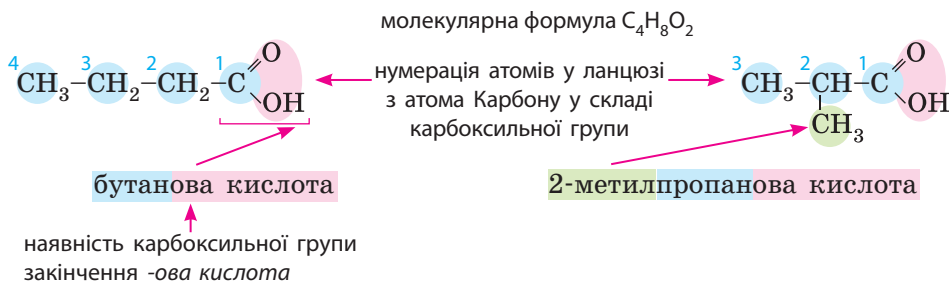 молекулярна формула C₄H₈O₂
4 3 2 1
CH₃–CH₂–CH₂–C
O
OH
нумерація атомів у ланцюзі
з атома Карбону у складі
карбоксильної групи
3 2 1
CH₃–CH–C
O
OH
CH₃
бутанова кислота
2-метилпропанова кислота
наявність карбоксильної групи
закінчення -ова кислота